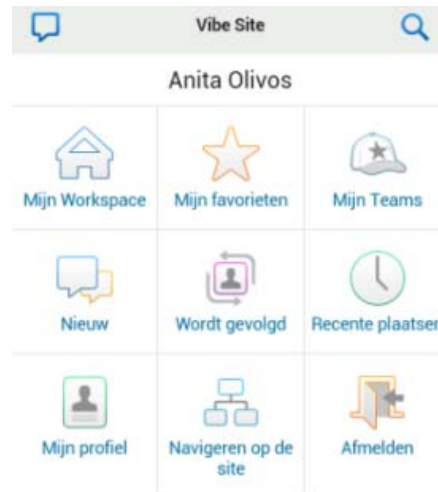 Vibe Site
Anita Olivos
Mijn Workspace
Mijn favorieten
Mijn Teams
Nieuw
Wordt gevolgd
Recente plaatser
Mijn profiel
Navigeren op de
site
Afmelden